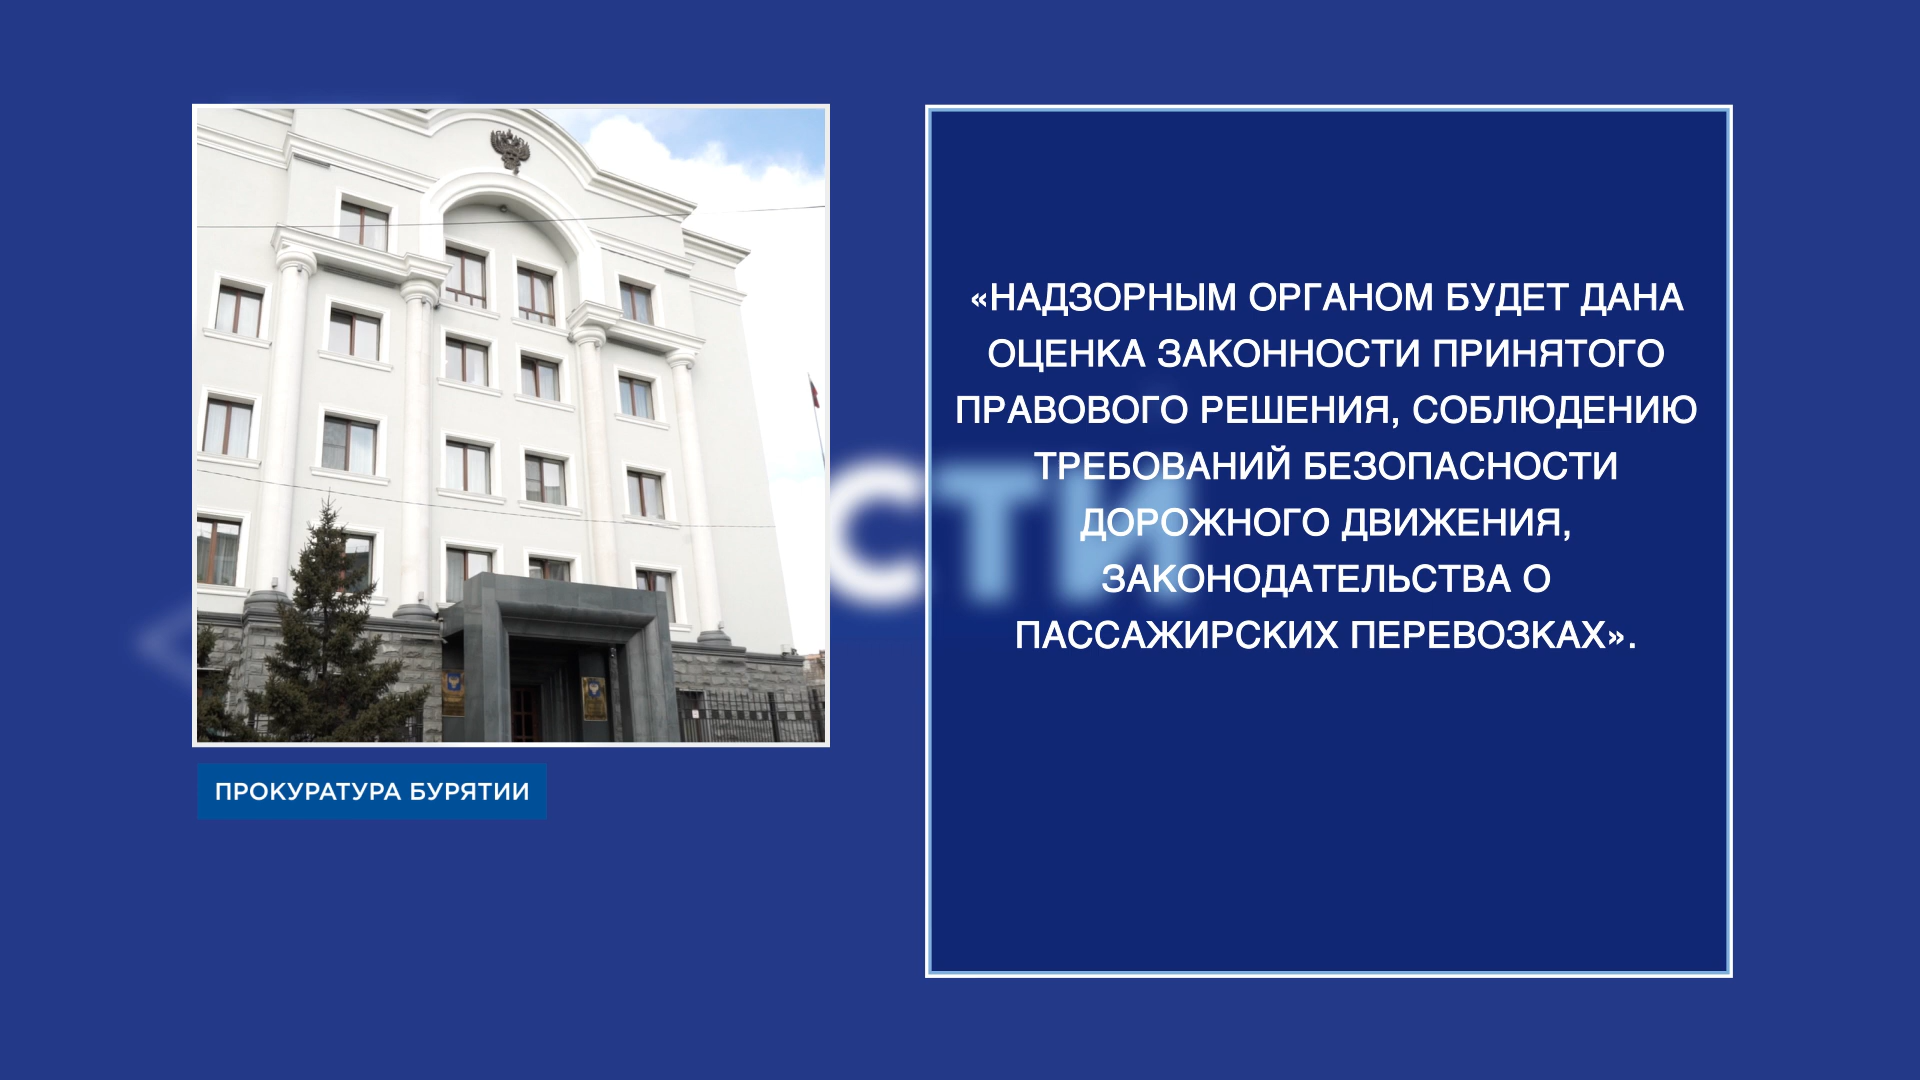 «НАДЗОРНЫМ ОРГАНОМ БУДЕТ ДАНА
ОЦЕНКА ЗАКОННОСТИ ПРИНЯТОГО
ПРАВОВОГО РЕШЕНИЯ, СОБЛЮДЕНИЮ
ТРЕБОВАНИЙ БЕЗОПАСНОСТИ
ДОРОЖНОГО ДВИЖЕНИЯ,
ЗАКОНОДАТЕЛЬСТВА О
ПАССАЖИРСКИХ ПЕРЕВОЗКАХ».
ПРОКУРАТУРА БУРЯТИИ
СТИ